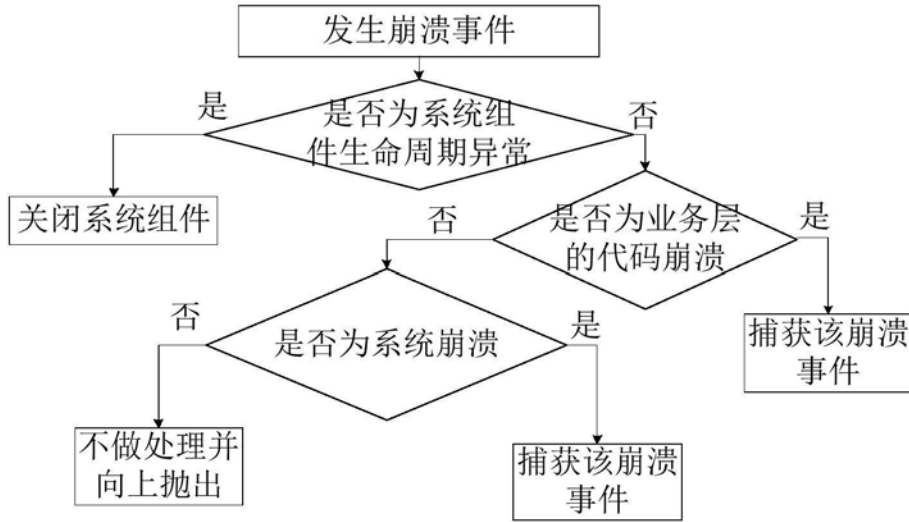 发生崩溃事件
是
是否为系统组
件生命周期异常
否
关闭系统组件
否
是否为业务层
的代码崩溃
是
否
是否为系统崩溃
是
捕获该崩溃
事件
不做处理并
向上抛出
捕获该崩溃
事件